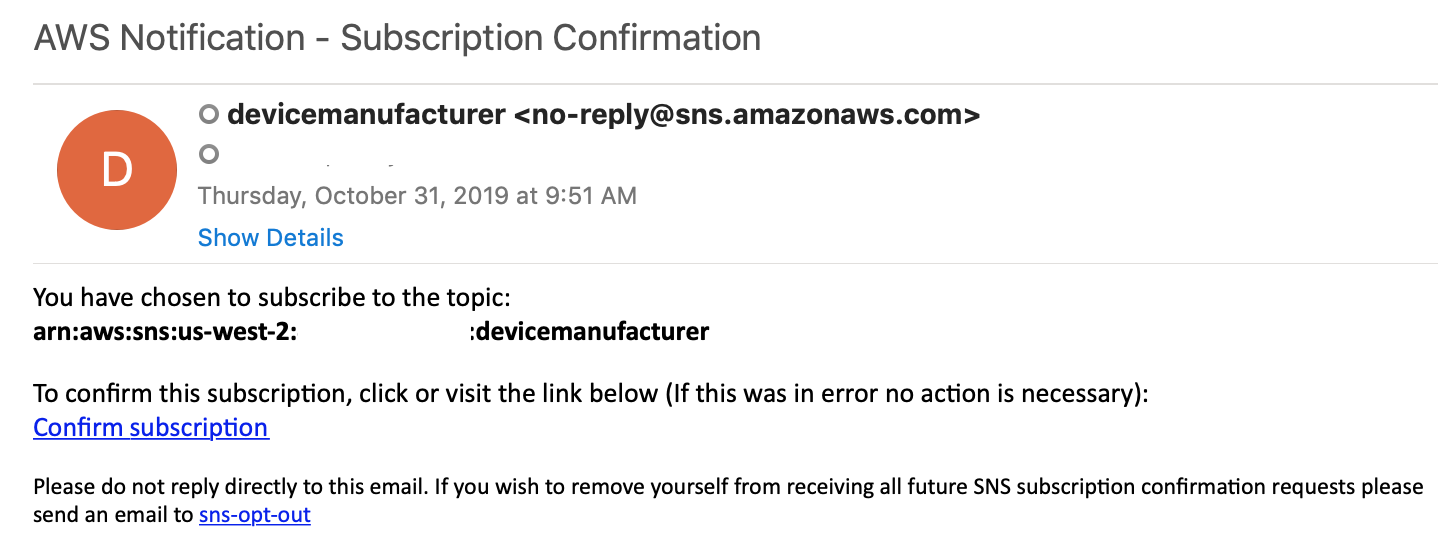 AWS Notification - Subscription Confirmation
D
devicemanufacturer <no-reply@sns.amazonaws.com>
Thursday, October 31, 2019 at 9:51 AM
Show Details
You have chosen to subscribe to the topic:
arn:aws:sns:us-west-2: :devicemanufacturer
To confirm this subscription, click or visit the link below (If this was in error no action is necessary):
Confirm subscription
Please do not reply directly to this email. If you wish to remove yourself from receiving all future SNS subscription confirmation requests please
send an email to sns-opt-out